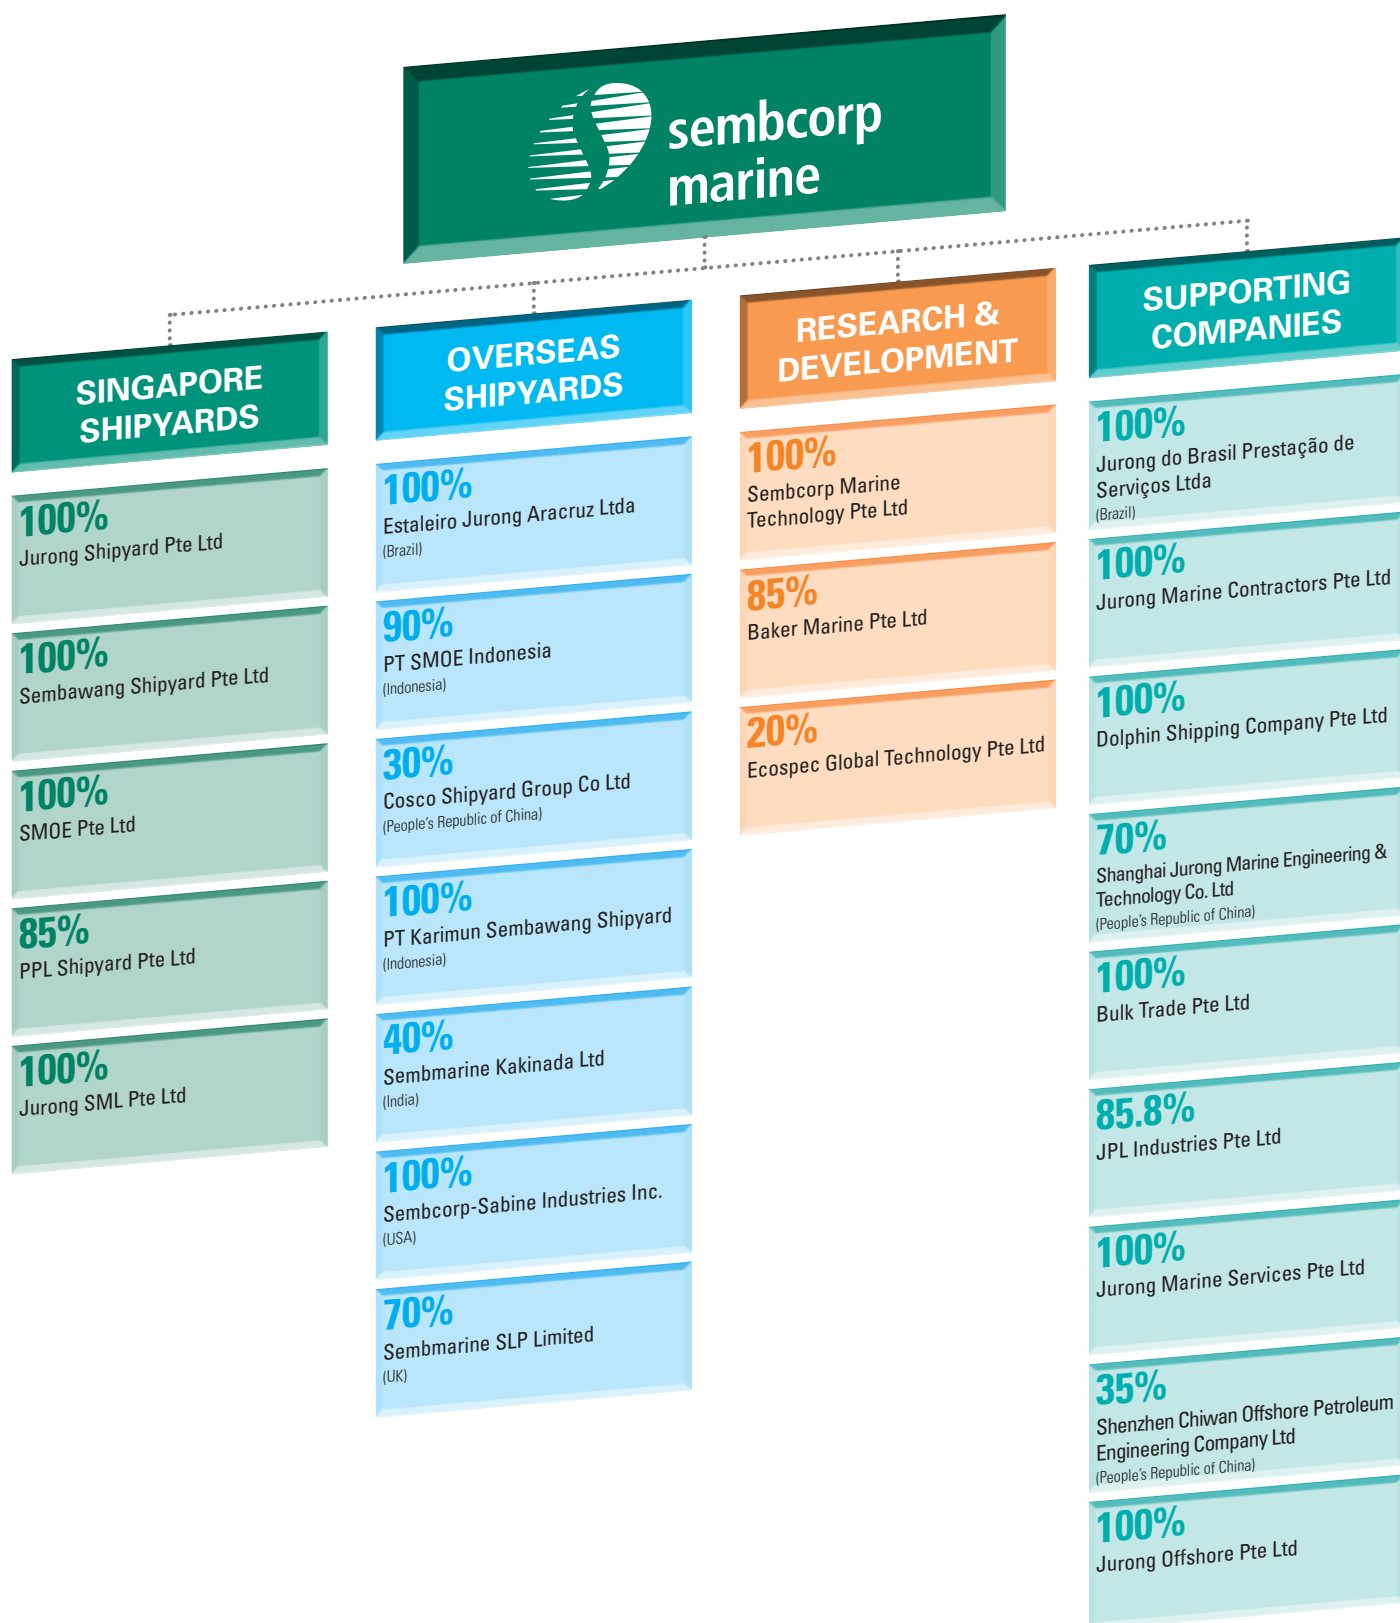 sembcorp
marine
SINGAPORE
SHIPYARDS
100%
Jurong Shipyard Pte Ltd
100%
Sembawang Shipyard Pte Ltd
100%
SMOE Pte Ltd
85%
PPL Shipyard Pte Ltd
100%
Jurong SML Pte Ltd
OVERSEAS
SHIPYARDS
100%
Estaleiro Jurong Aracruz Ltda
(Brazil)
90%
PT SMOE Indonesia
(Indonesia)
30%
Cosco Shipyard Group Co Ltd
(People's Republic of China)
100%
PT Karimun Sembawang Shipyard
(Indonesia)
40%
Sembmarine Kakinada Ltd
(India)
100%
Sembcorp-Sabine Industries Inc.
(USA)
70%
Sembmarine SLP Limited
(UK)
RESEARCH &
DEVELOPMENT
100%
Sembcorp Marine
Technology Pte Ltd
85%
Baker Marine Pte Ltd
20%
Ecospec Global Technology Pte Ltd
SUPPORTING
COMPANIES
100%
Jurong do Brasil Prestação de
Serviços Ltda
(Brazil)
100%
Jurong Marine Contractors Pte Ltd
100%
Dolphin Shipping Company Pte Ltd
70%
Shanghai Jurong Marine Engineering &
Technology Co. Ltd
(People's Republic of China)
100%
Bulk Trade Pte Ltd
85.8%
JPL Industries Pte Ltd
100%
Jurong Marine Services Pte Ltd
35%
Shenzhen Chiwan Offshore Petroleum
Engineering Company Ltd
(People's Republic of China)
100%
Jurong Offshore Pte Ltd